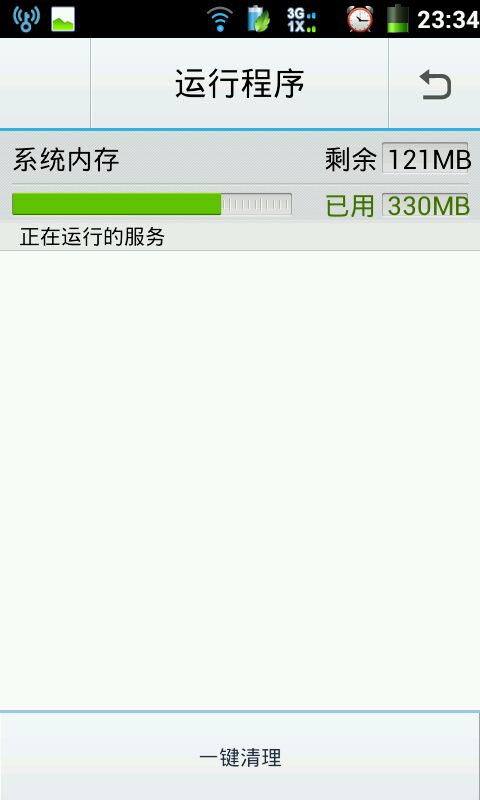 3G
1X
23:34
运行程序
系统内存 剩余 121MB
已用 330MB
正在运行的服务
一键清理